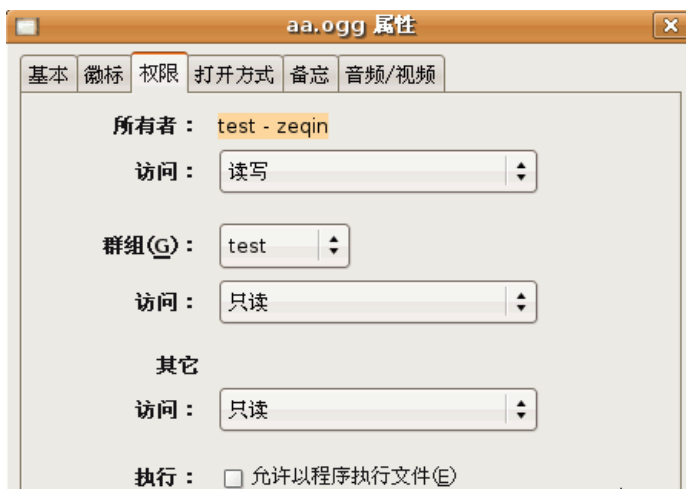 aa.ogg 属性
基本 徽标 权限 打开方式 备忘 音频/视频
所有者： test - zeqin
访问： 读写
群组(G)： test
访问： 只读
其它
访问： 只读
执行： 允许以程序执行文件(E)